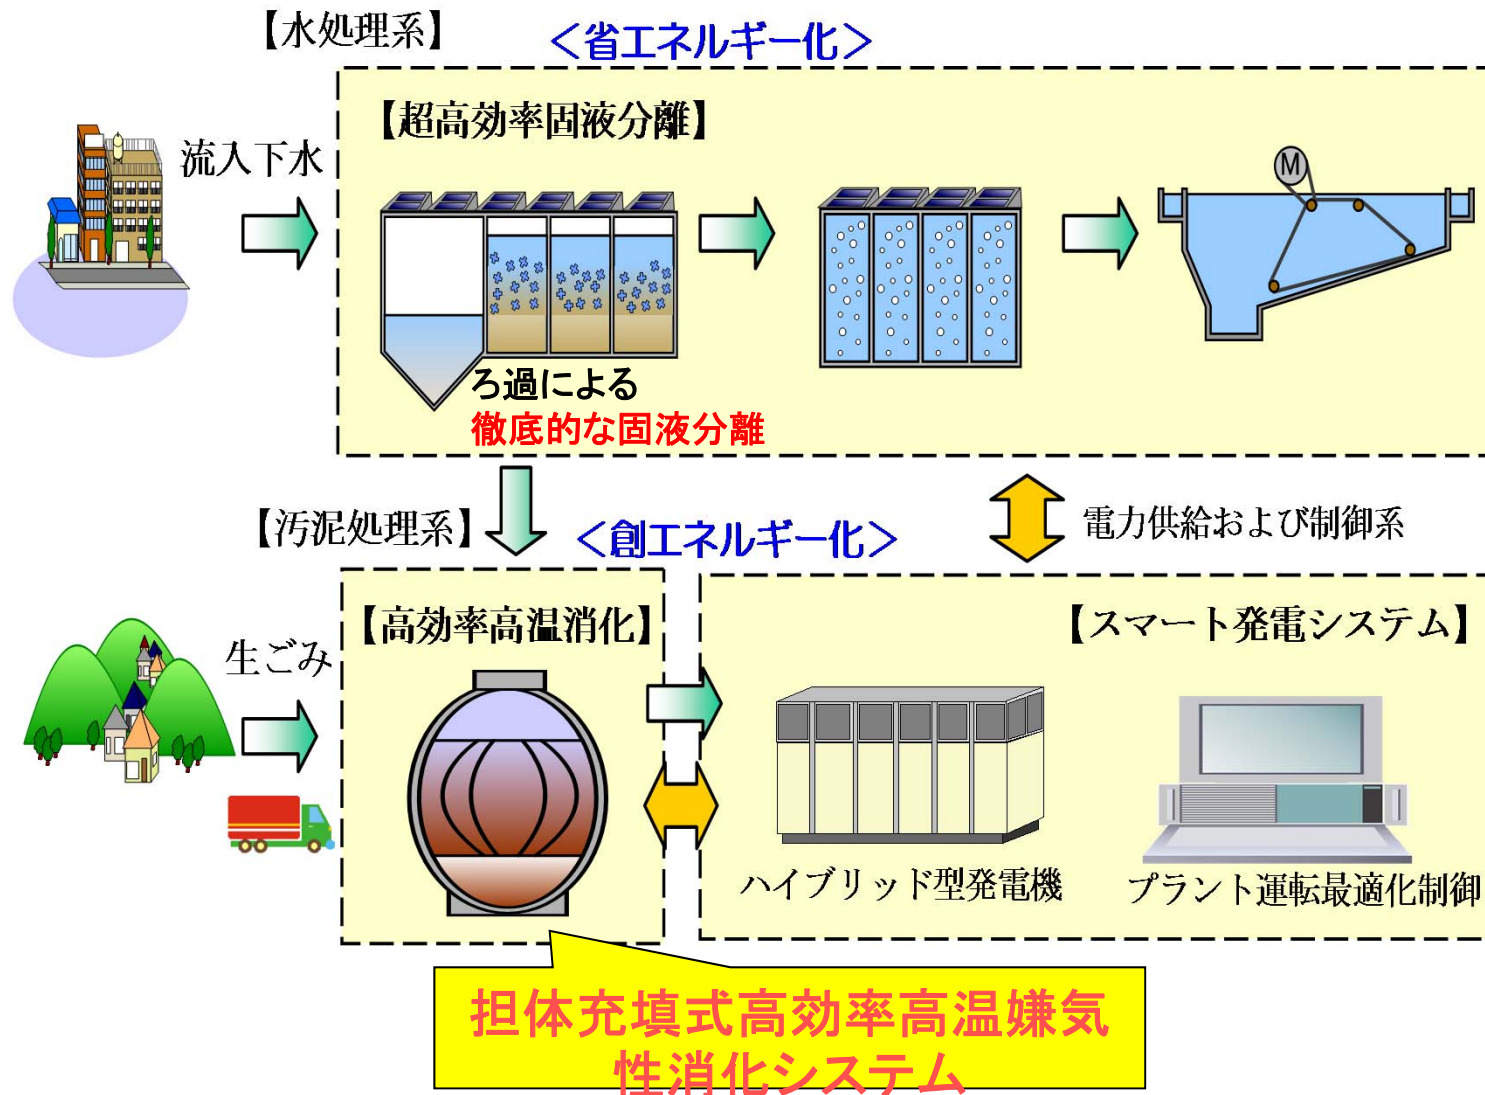 【水処理系】
＜省エネルギー化＞
【超高効率固液分離】
流入下水
M
ろ過による
徹底的な固液分離
【汚泥処理系】
＜創エネルギー化＞
電力供給および制御系
【高効率高温消化】
【スマート発電システム】
生ごみ
ハイブリッド型発電機
プラント運転最適化制御
担体充填式高効率高温嫌気
性消化システム